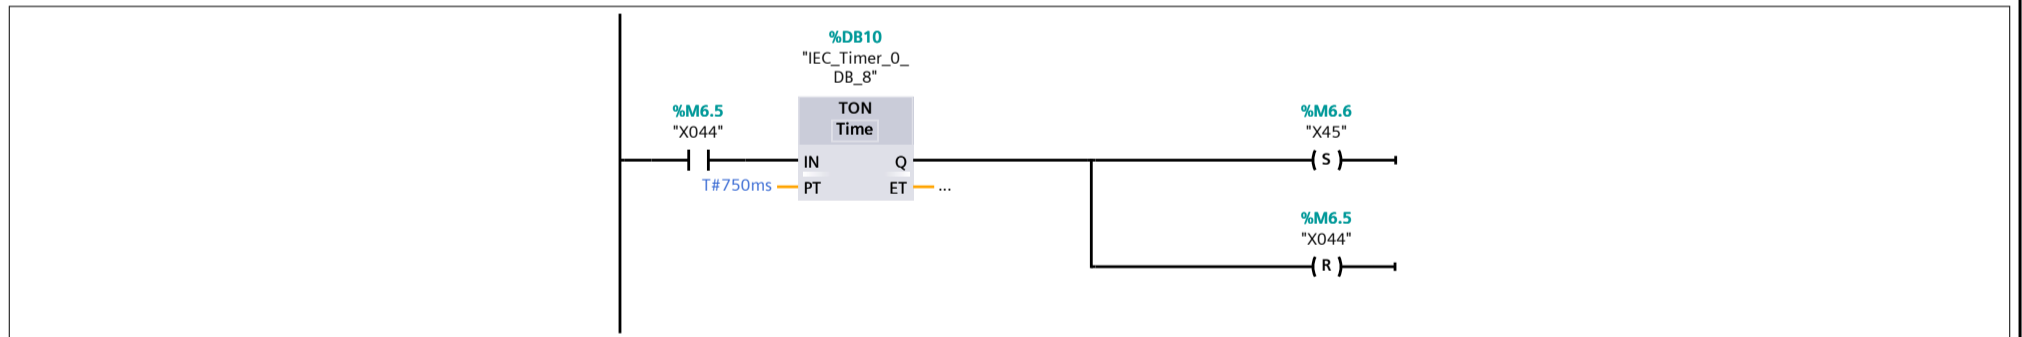 %DB10
"IEC_Timer_0_
DB_8"
TON
Time
%M6.5
"X044"
%M6.6
"X45"
IN
Q
S
T#750ms
PT
ET
...
%M6.5
"X044"
R